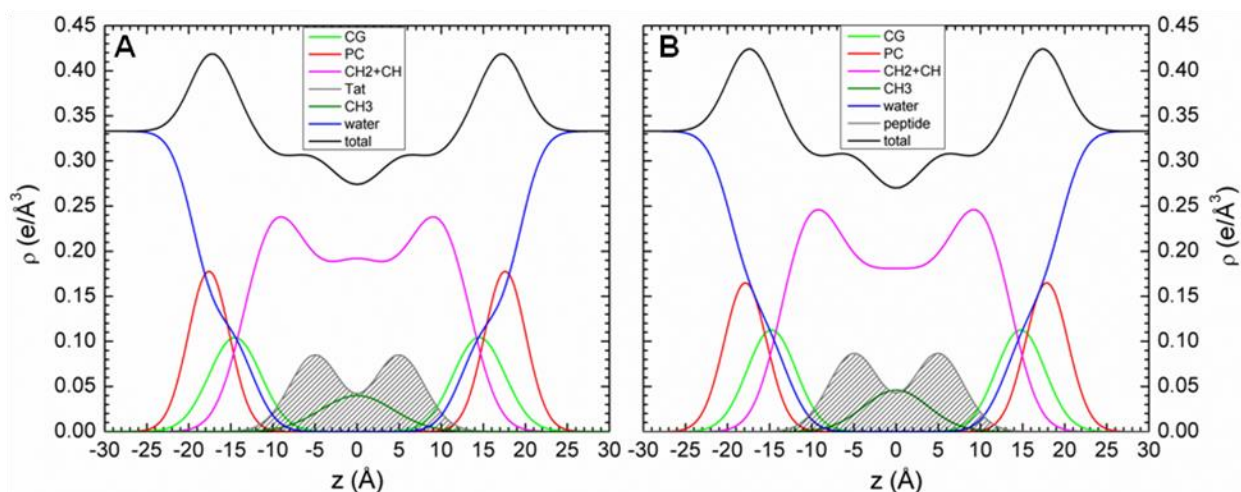 A
CG
PC
CH2+CH
Tat
CH3
water
total
ρ (e/Å³)
0.45
0.40
0.35
0.30
0.25
0.20
0.15
0.10
0.05
0.00
-30 -25 -20 -15 -10 -5 0 5 10 15 20 25 30
z (Å)
B
CG
PC
CH2+CH
CH3
water
peptide
total
-30 -25 -20 -15 -10 -5 0 5 10 15 20 25 30
z (Å)
0.45
0.40
0.35
0.30
0.25
0.20
0.15
0.10
0.05
0.00
ρ (e/Å³)